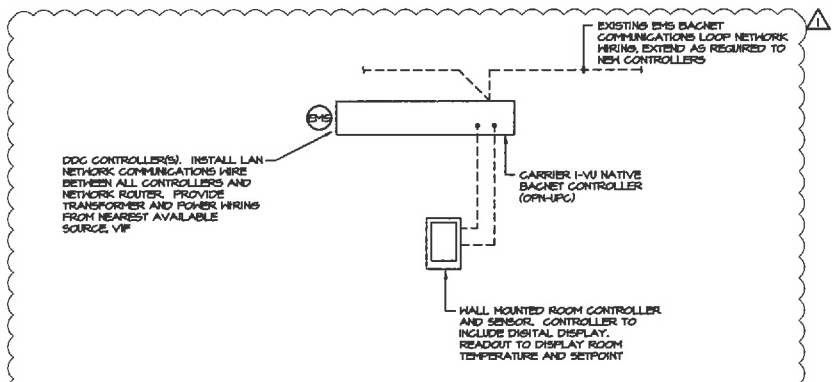 EXISTING EMS BACNET
COMMUNICATIONS LOOP NETWORK
WIRING, EXTEND AS REQUIRED TO
NEW CONTROLLERS
1
EMS
DDC CONTROLLER(S). INSTALL LAN
NETWORK COMMUNICATIONS WIRE
BETWEEN ALL CONTROLLERS AND
NETWORK ROUTER. PROVIDE
TRANSFORMER AND POWER WIRING
FROM NEAREST AVAILABLE
SOURCE, VIF
CARRIER I-VU NATIVE
BACNET CONTROLLER
(OPN-UPC)
WALL MOUNTED ROOM CONTROLLER
AND SENSOR. CONTROLLER TO
INCLUDE DIGITAL DISPLAY.
READOUT TO DISPLAY ROOM
TEMPERATURE AND SETPOINT